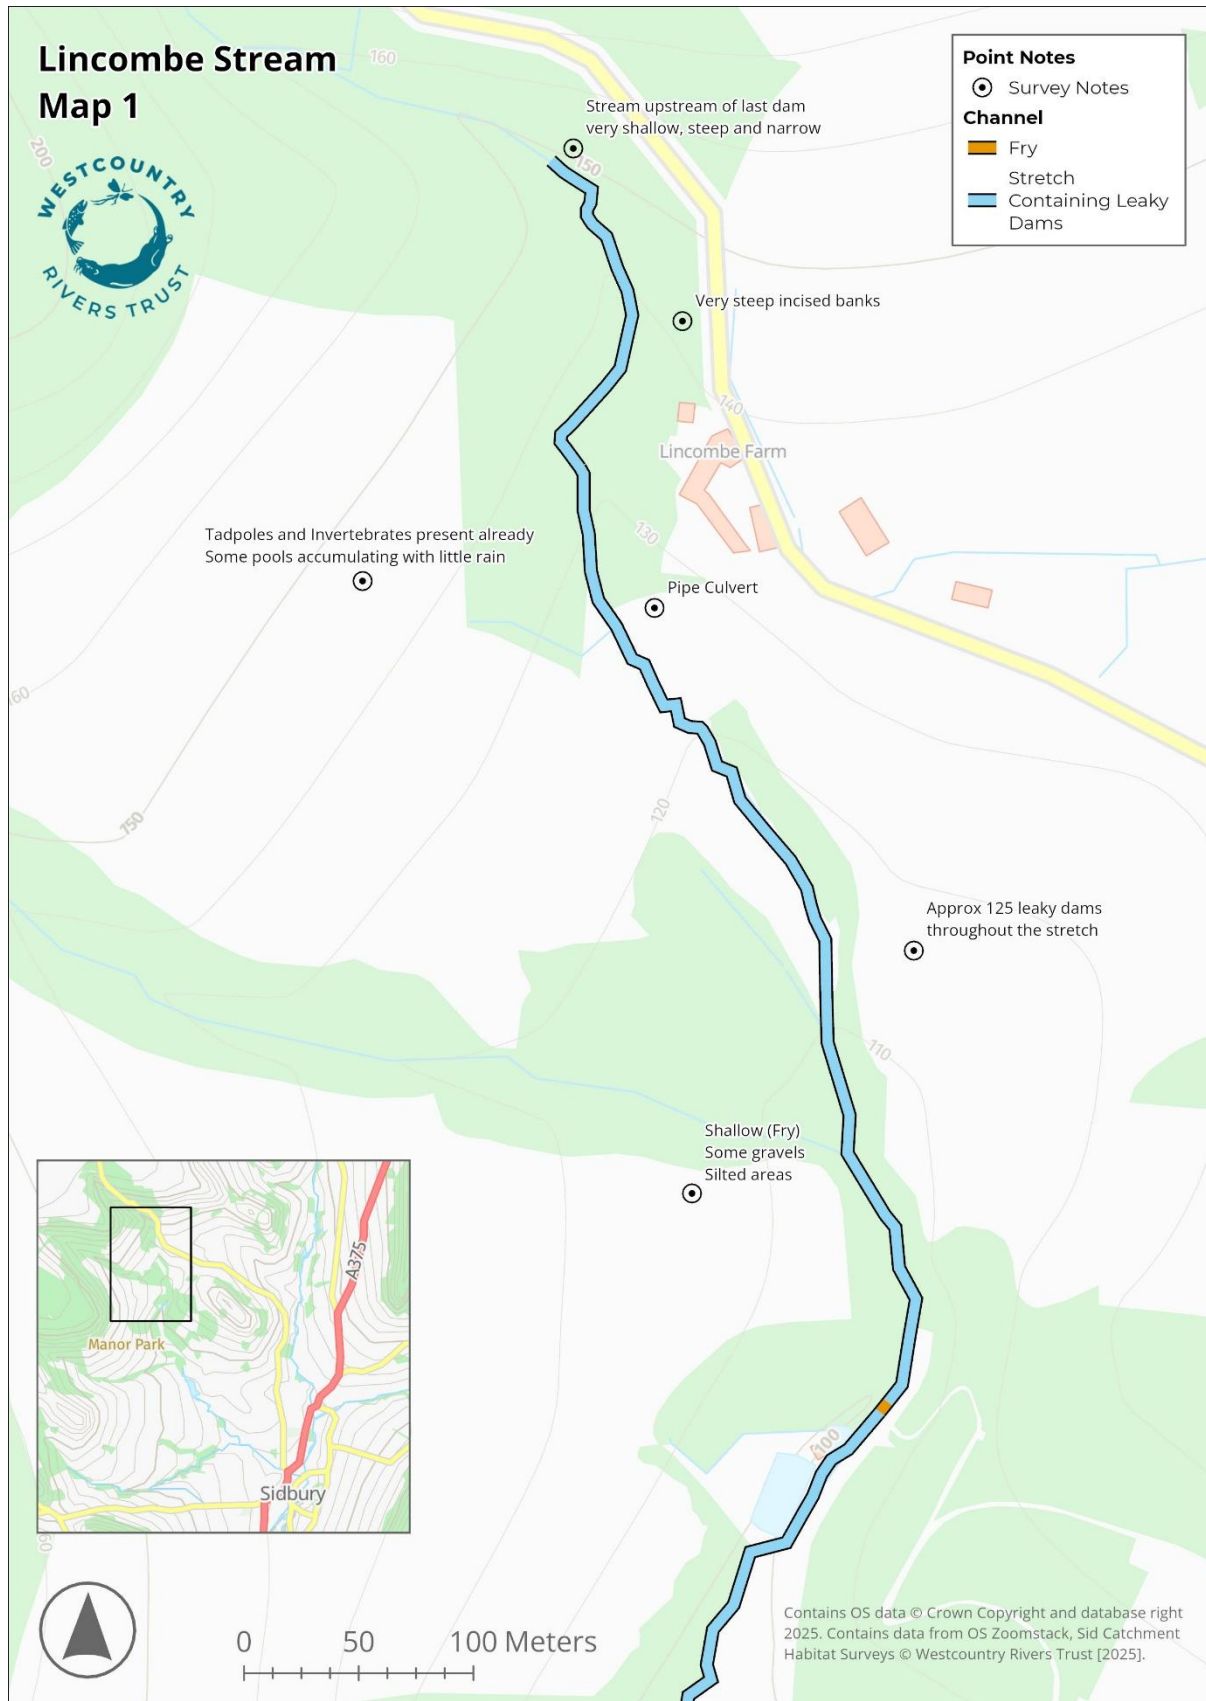 Lincombe Stream
Map 1
WESTCOUNTRY
RIVERS TRUST
Point Notes
Survey Notes
Channel
Fry
Stretch
Containing Leaky
Dams
160
200
Stream upstream of last dam
very shallow, steep and narrow
150
Very steep incised banks
140
Lincombe Farm
130
Tadpoles and Invertebrates present already
Some pools accumulating with little rain
Pipe Culvert
160
150
120
Approx 125 leaky dams
throughout the stretch
110
Shallow (Fry)
Some gravels
Silted areas
100
A375
Manor Park
Sidbury
0 50 100 Meters
Contains OS data © Crown Copyright and database right
2025. Contains data from OS Zoomstack, Sid Catchment
Habitat Surveys © Westcountry Rivers Trust [2025].